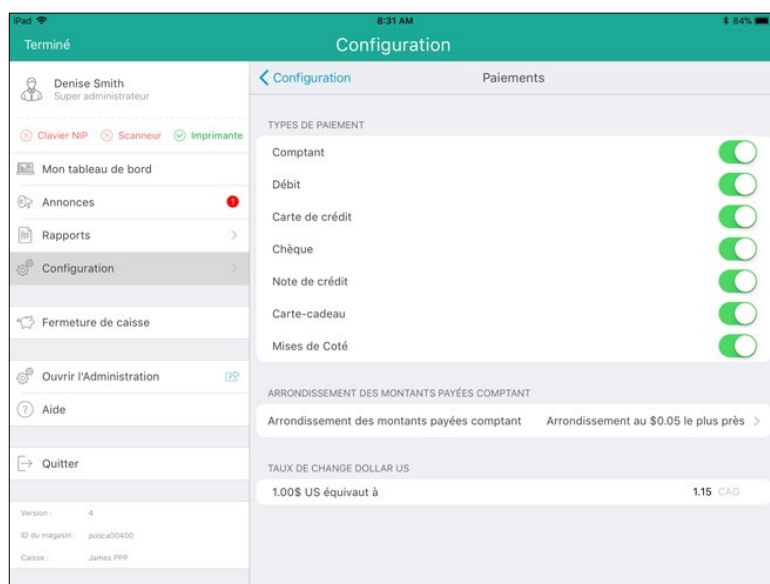 iPad 8:31 AM 84%
Terminé Configuration
Denise Smith
Super administrateur
Clavier NIP Scanneur Imprimante
Mon tableau de bord
Annonces 1
Rapports
Configuration
Fermeture de caisse
Ouvrir l'Administration
? Aide
Quitter
Version : 4
ID du magasin : posca00400
Caisse : James PPP
Configuration Paiements
TYPES DE PAIEMENT
Comptant
Débit
Carte de crédit
Chèque
Note de crédit
Carte-cadeau
Mises de Coté
ARRONDISSEMENT DES MONTANTS PAYÉES COMPTANT
Arrondissement des montants payées comptant Arrondissement au $0.05 le plus près
TAUX DE CHANGE DOLLAR US
1.00$ US équivaut à 1.15 CAD